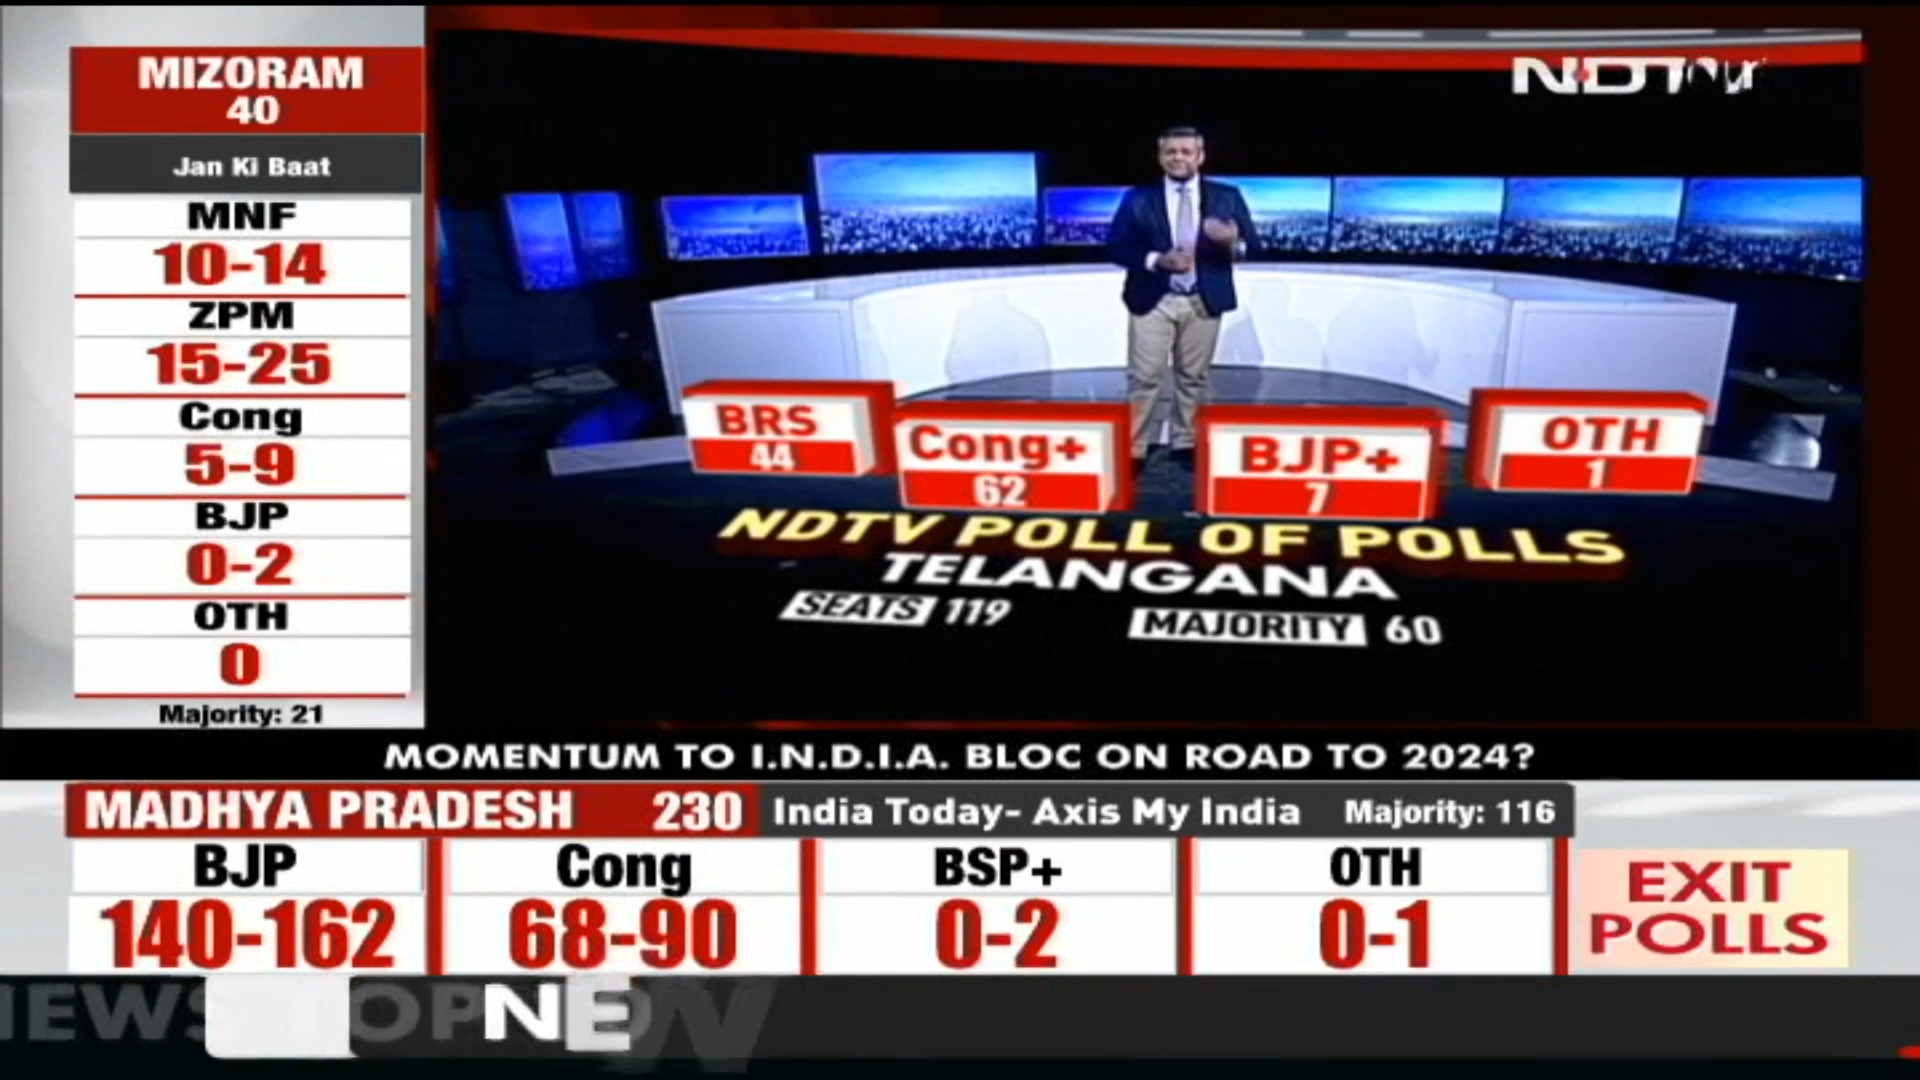 MIZORAM
40
Jan Ki Baat
MNF
10-14
ZPM
15-25
Cong
5-9
BJP
0-2
OTH
0
Majority: 21
BRS
44
Cong+
62
BJP+
7
OTH
1
NDTV POLL OF POLLS
TELANGANA
SEATS 119 MAJORITY 60
MOMENTUM TO I.N.D.I.A. BLOC ON ROAD TO 2024?
MADHYA PRADESH 230 India Today- Axis My India Majority: 116
BJP Cong BSP+ OTH
140-162 68-90 0-2 0-1
EXIT
POLLS